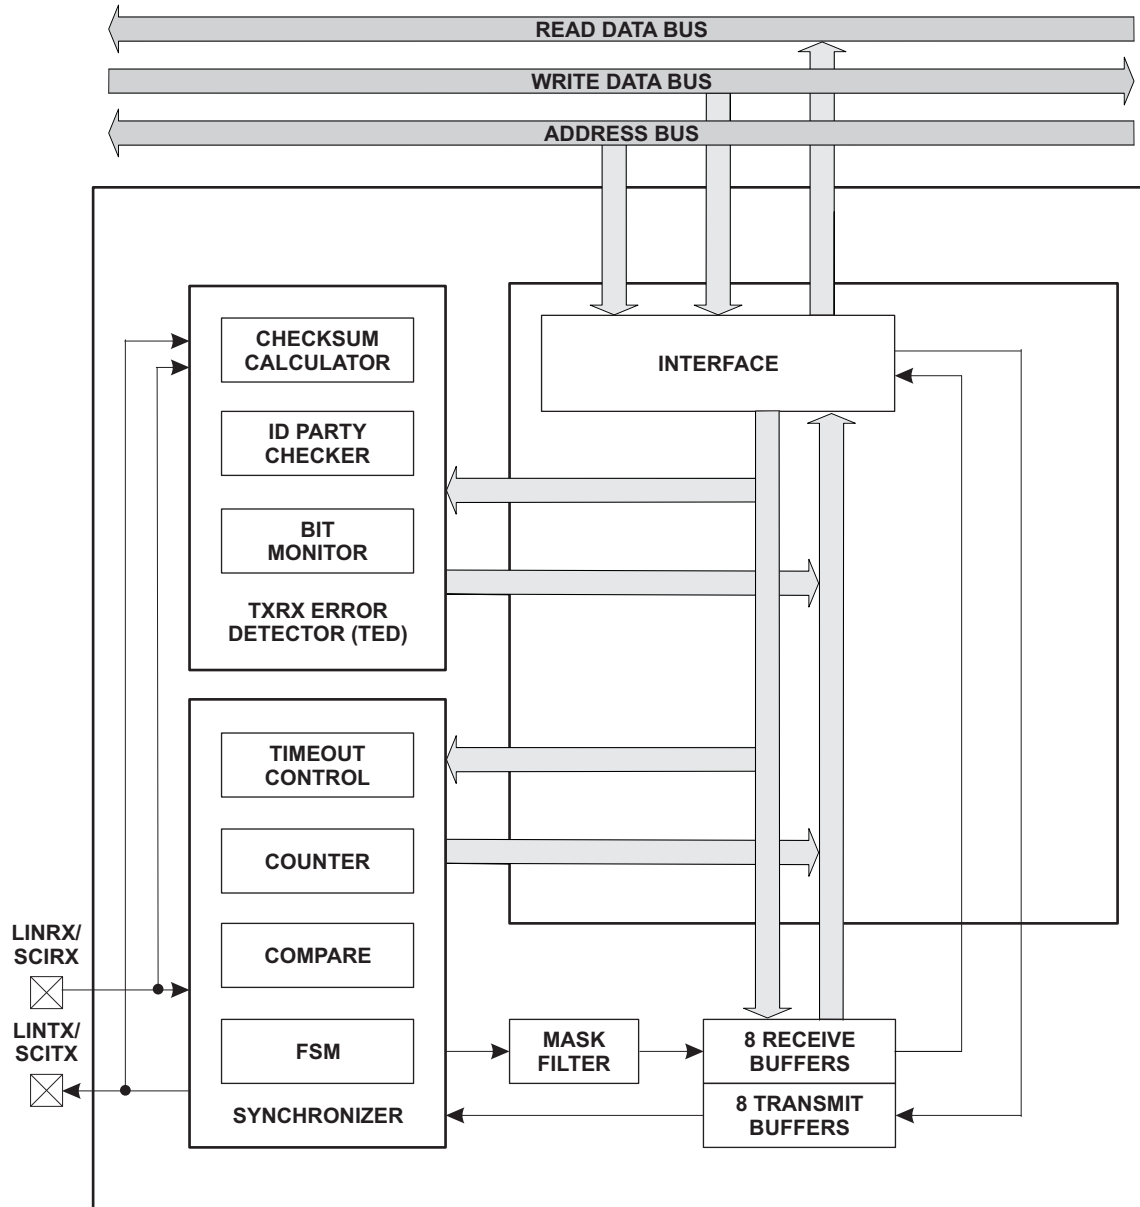 READ DATA BUS
WRITE DATA BUS
ADDRESS BUS
CHECKSUM
CALCULATOR
INTERFACE
ID PARTY
CHECKER
BIT
MONITOR
TXRX ERROR
DETECTOR (TED)
TIMEOUT
CONTROL
COUNTER
COMPARE
LINRX/
SCIRX
LINTX/
SCITX
FSM
MASK
FILTER
8 RECEIVE
BUFFERS
SYNCHRONIZER
8 TRANSMIT
BUFFERS